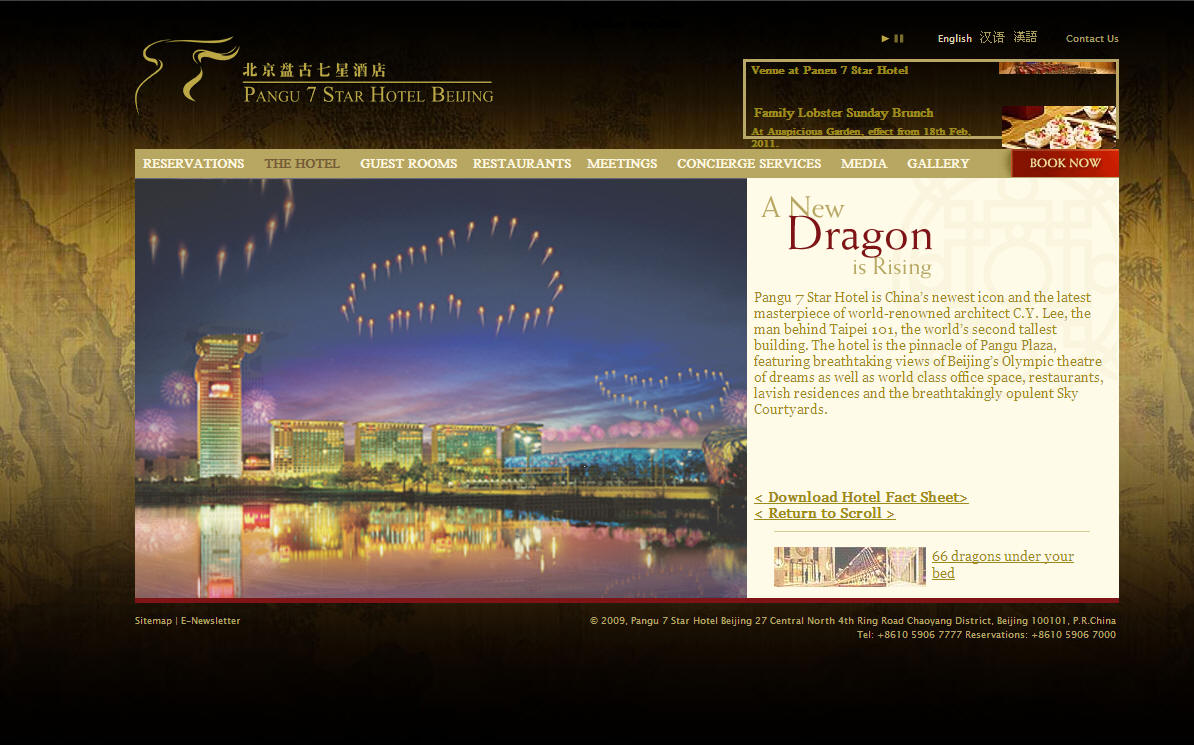 English 汉语 漢語 Contact Us
北京盘古七星酒店
PANGU 7 STAR HOTEL BEIJING
Venue at Pangu 7 Star Hotel
Family Lobster Sunday Brunch
At Auspicious Garden, effect from 18th Feb,
2011.
RESERVATIONS THE HOTEL GUEST ROOMS RESTAURANTS MEETINGS CONCIERGE SERVICES MEDIA GALLERY BOOK NOW
A New
Dragon
is Rising
Pangu 7 Star Hotel is China's newest icon and the latest
masterpiece of world-renowned architect C.Y. Lee, the
man behind Taipei 101, the world's second tallest
building. The hotel is the pinnacle of Pangu Plaza,
featuring breathtaking views of Beijing's Olympic theatre
of dreams as well as world class office space, restaurants,
lavish residences and the breathtakingly opulent Sky
Courtyards.
< Download Hotel Fact Sheet>
< Return to Scroll >
66 dragons under your
bed
Sitemap | E-Newsletter
© 2009, Pangu 7 Star Hotel Beijing 27 Central North 4th Ring Road Chaoyang District, Beijing 100101, P.R.China
Tel: +8610 5906 7777 Reservations: +8610 5906 7000